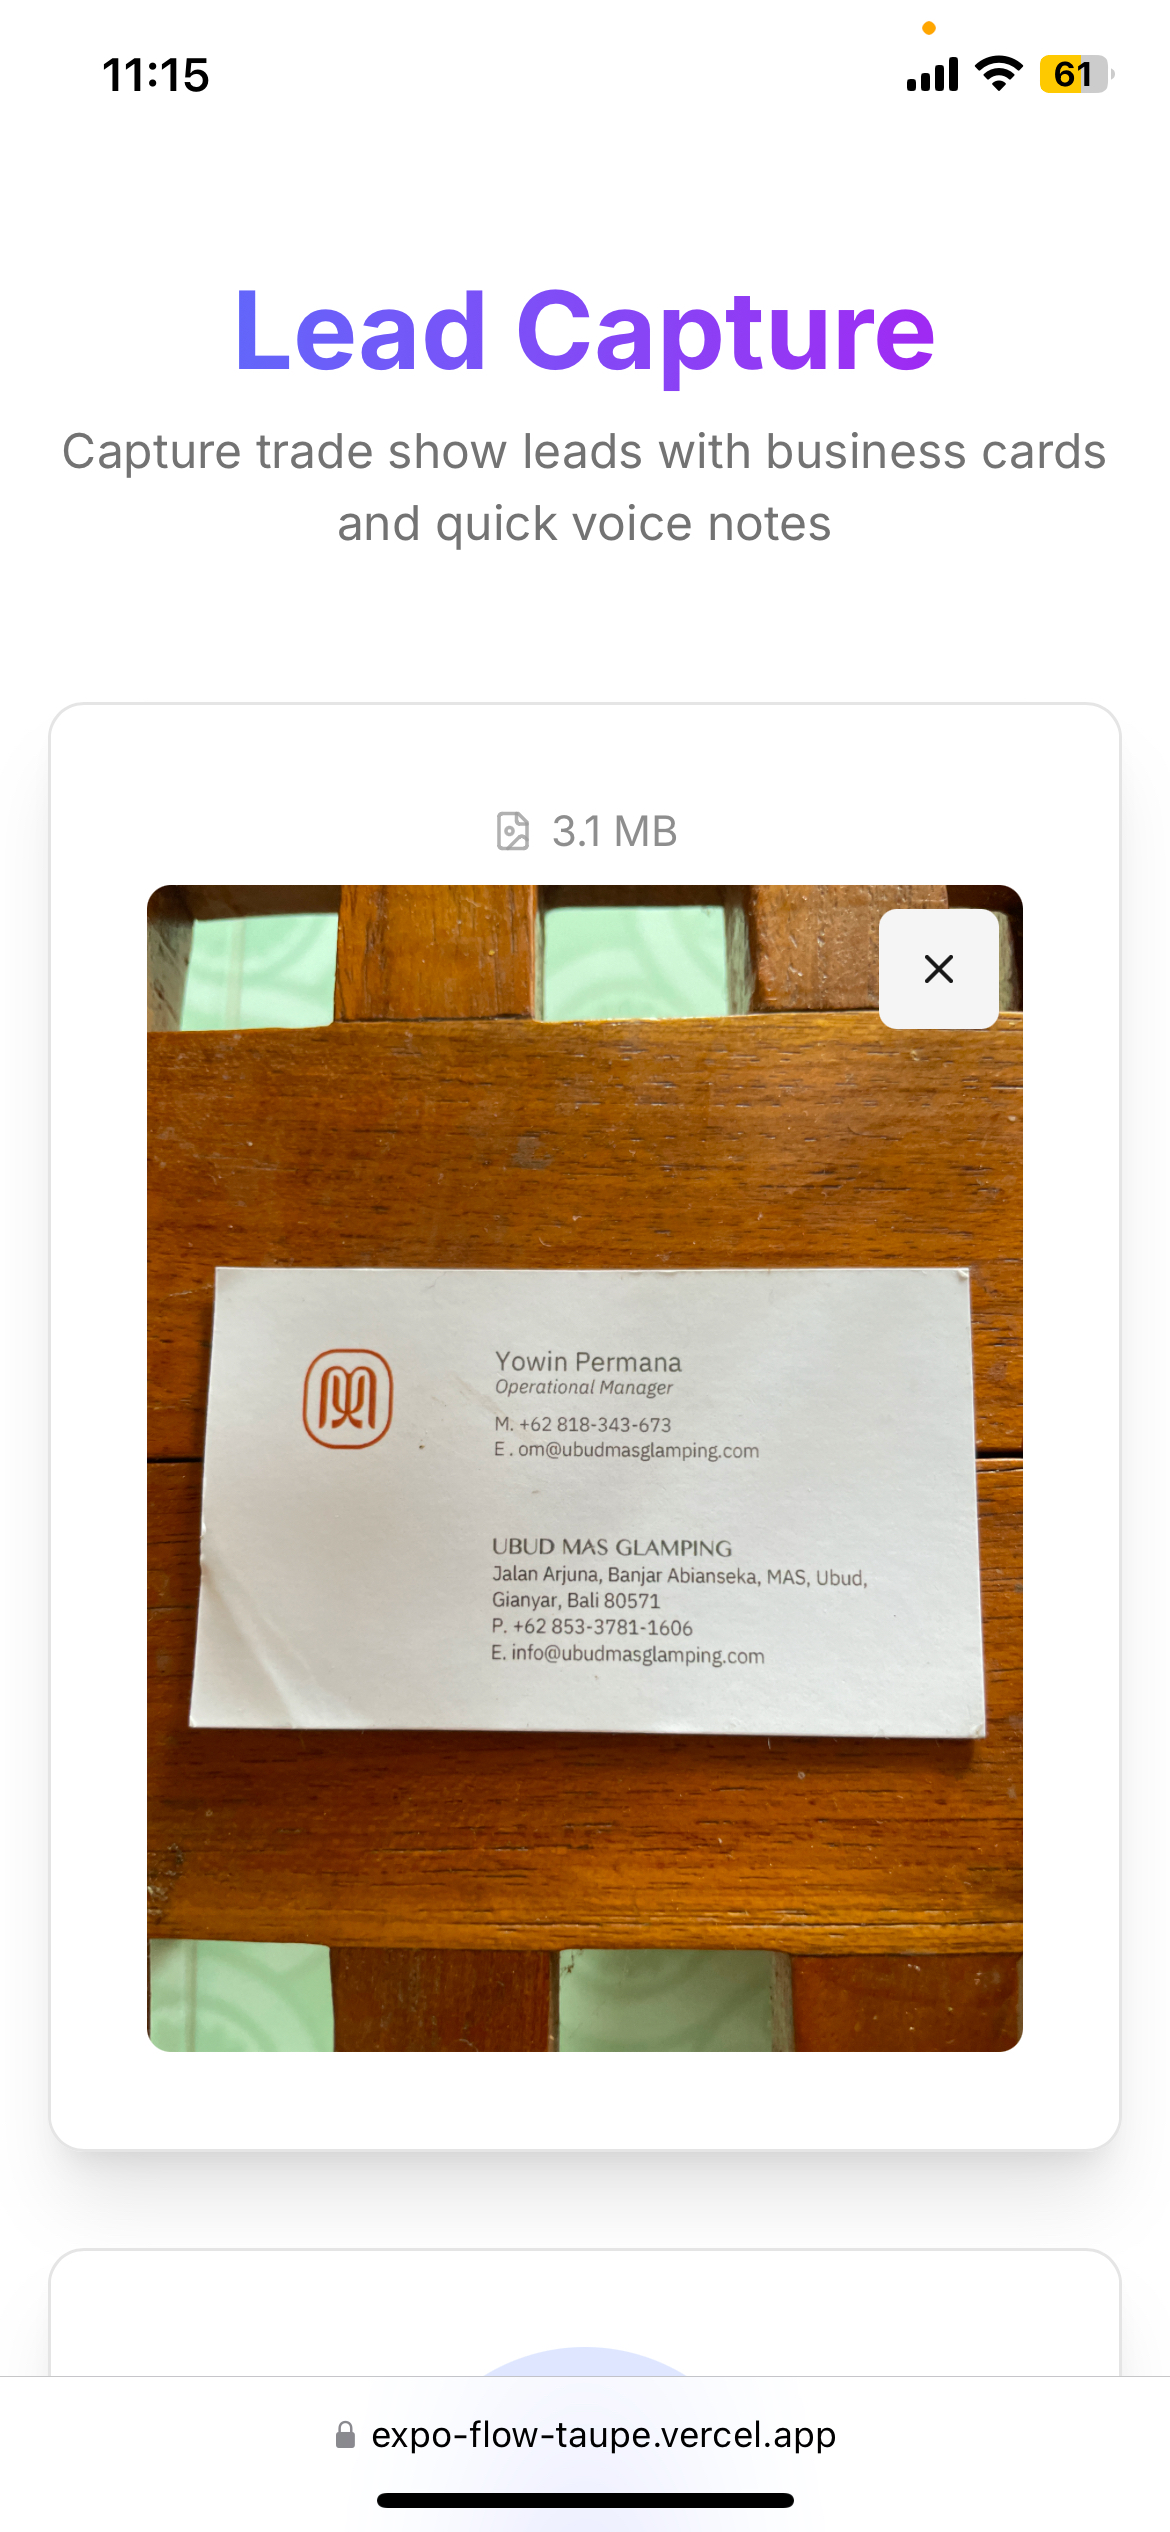 11:15
61
Lead Capture
Capture trade show leads with business cards
and quick voice notes
3.1 MB
Yowin Permana
Operational Manager
M. +62 818-343-673
E . om@ubudmasglamping.com
UBUD MAS GLAMPING
Jalan Arjuna, Banjar Abianseka, MAS, Ubud,
Gianyar, Bali 80571
P. +62 853-3781-1606
E. info@ubudmasglamping.com
expo-flow-taupe.vercel.app